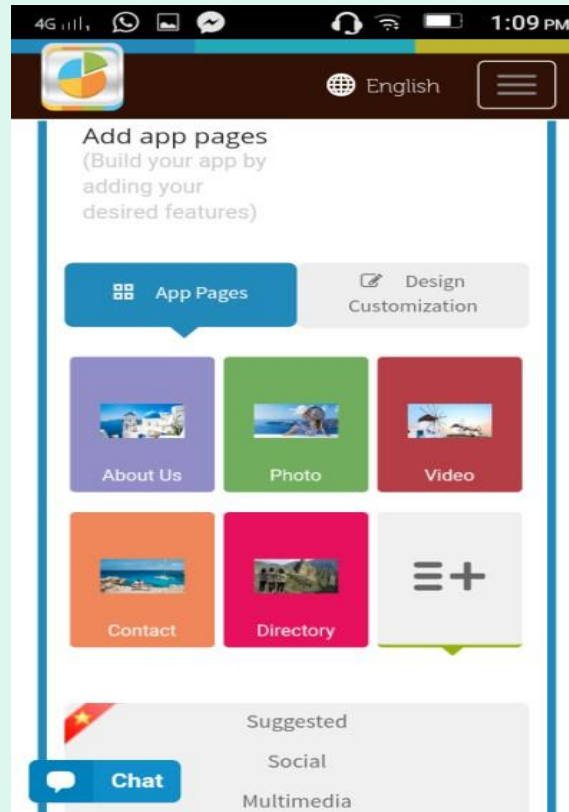 4G 1:09 PM
English
Add app pages
(Build your app by
adding your
desired features)
App Pages
Design
Customization
About Us Photo Video
Contact Directory
Suggested
Social
Chat
Multimedia